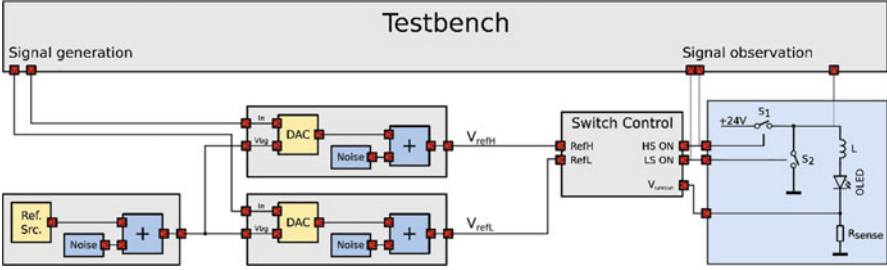 Testbench
Signal generation
Signal observation
In
Vbg
DAC
Noise
+
VrefH
Switch Control
RefH
RefL
HS ON
LS ON
Vsense
+24V
S1
S2
L
OLED
Rsense
Ref.
Src.
Noise
+
In
Vbg
DAC
Noise
+
VrefL